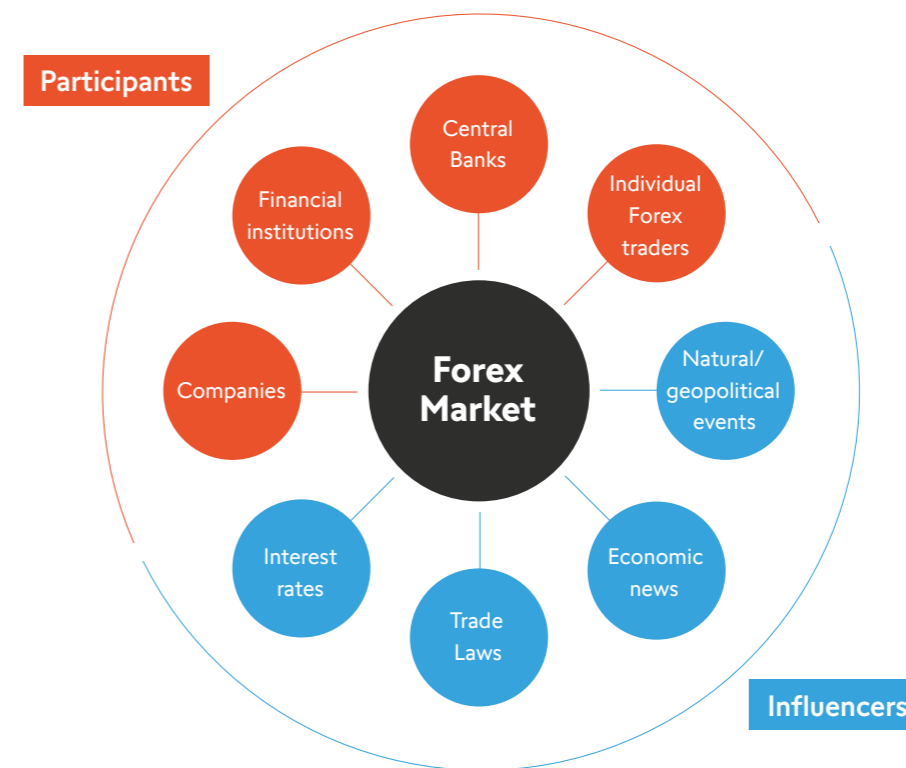 Participants
Central
Banks
Individual
Forex
traders
Financial
institutions
Companies
Forex
Market
Natural/
geopolitical
events
Interest
rates
Trade
Laws
Economic
news
Influencers